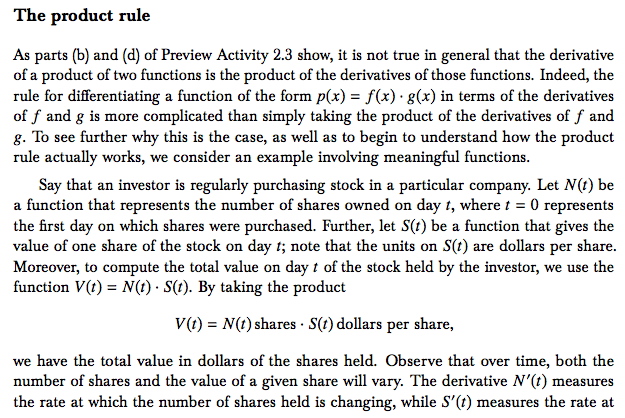 The product rule
As parts (b) and (d) of Preview Activity 2.3 show, it is not true in general that the derivative
of a product of two functions is the product of the derivatives of those functions. Indeed, the
rule for differentiating a function of the form p(x) = f(x) · g(x) in terms of the derivatives
of f and g is more complicated than simply taking the product of the derivatives of f and
g. To see further why this is the case, as well as to begin to understand how the product
rule actually works, we consider an example involving meaningful functions.
Say that an investor is regularly purchasing stock in a particular company. Let N(t) be
a function that represents the number of shares owned on day t, where t = 0 represents
the first day on which shares were purchased. Further, let S(t) be a function that gives the
value of one share of the stock on day t; note that the units on S(t) are dollars per share.
Moreover, to compute the total value on day t of the stock held by the investor, we use the
function V(t) = N(t) · S(t). By taking the product
V(t) = N(t) shares · S(t) dollars per share,
we have the total value in dollars of the shares held. Observe that over time, both the
number of shares and the value of a given share will vary. The derivative N′(t) measures
the rate at which the number of shares held is changing, while S′(t) measures the rate at